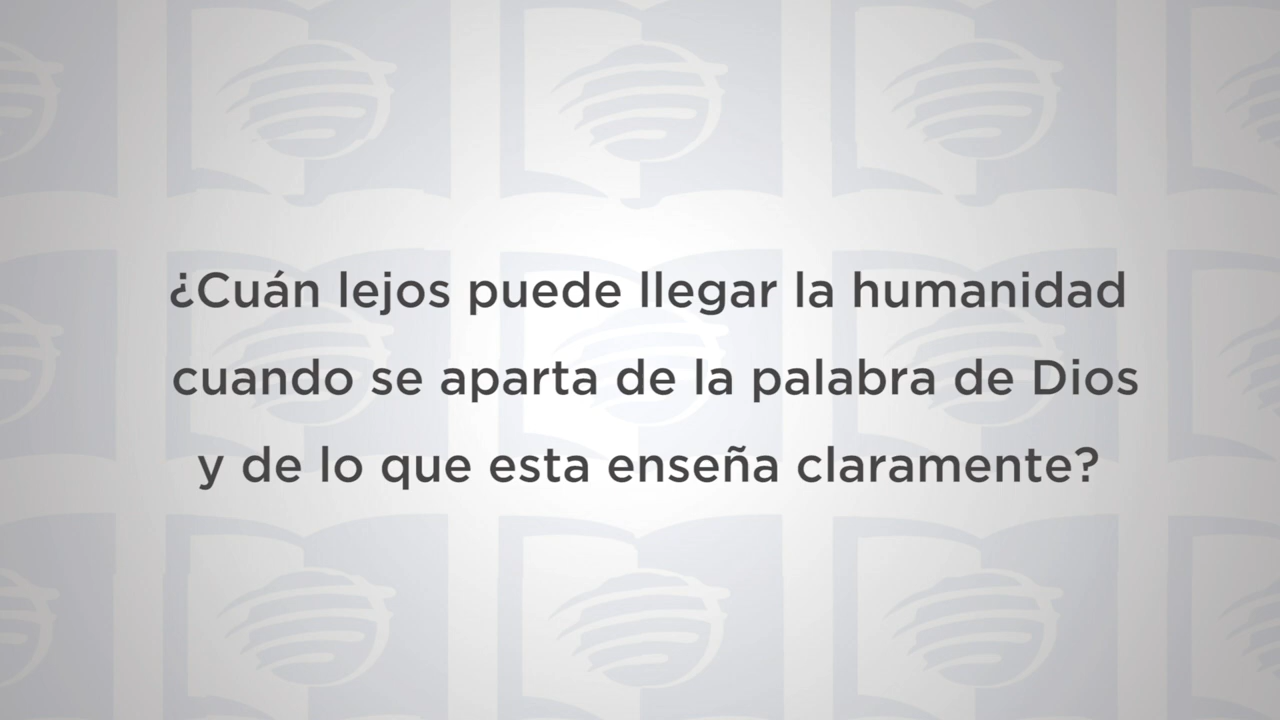 ¿Cuán lejos puede llegar la humanidad
cuando se aparta de la palabra de Dios
y de lo que esta enseña claramente?